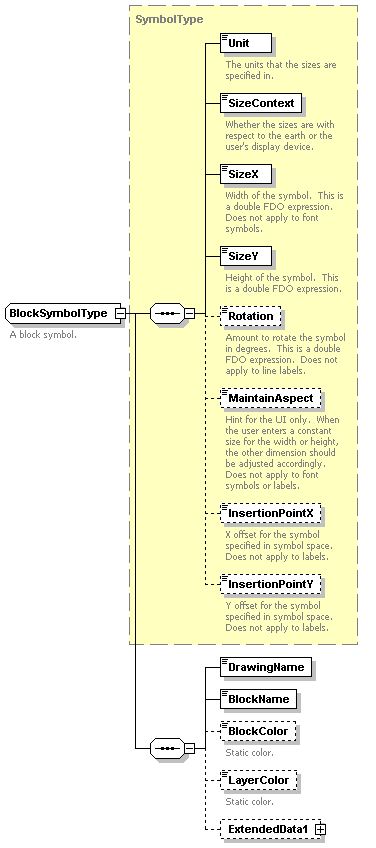 SymbolType
Unit
The units that the sizes are
specified in.
SizeContext
Whether the sizes are with
respect to the earth or the
user's display device.
SizeX
Width of the symbol.  This is
a double FDO expression.
Does not apply to font
symbols.
SizeY
Height of the symbol.  This
is a double FDO expression.
BlockSymbolType
A block symbol.
Rotation
Amount to rotate the symbol
in degrees.  This is a double
FDO expression.  Does not
apply to line labels.
MaintainAspect
Hint for the UI only.  When
the user enters a constant
size for the width or height,
the other dimension should
be adjusted accordingly.
Does not apply to font
symbols or labels.
InsertionPointX
X offset for the symbol
specified in symbol space.
Does not apply to labels.
InsertionPointY
Y offset for the symbol
specified in symbol space.
Does not apply to labels.
DrawingName
BlockName
BlockColor
Static color.
LayerColor
Static color.
ExtendedData1